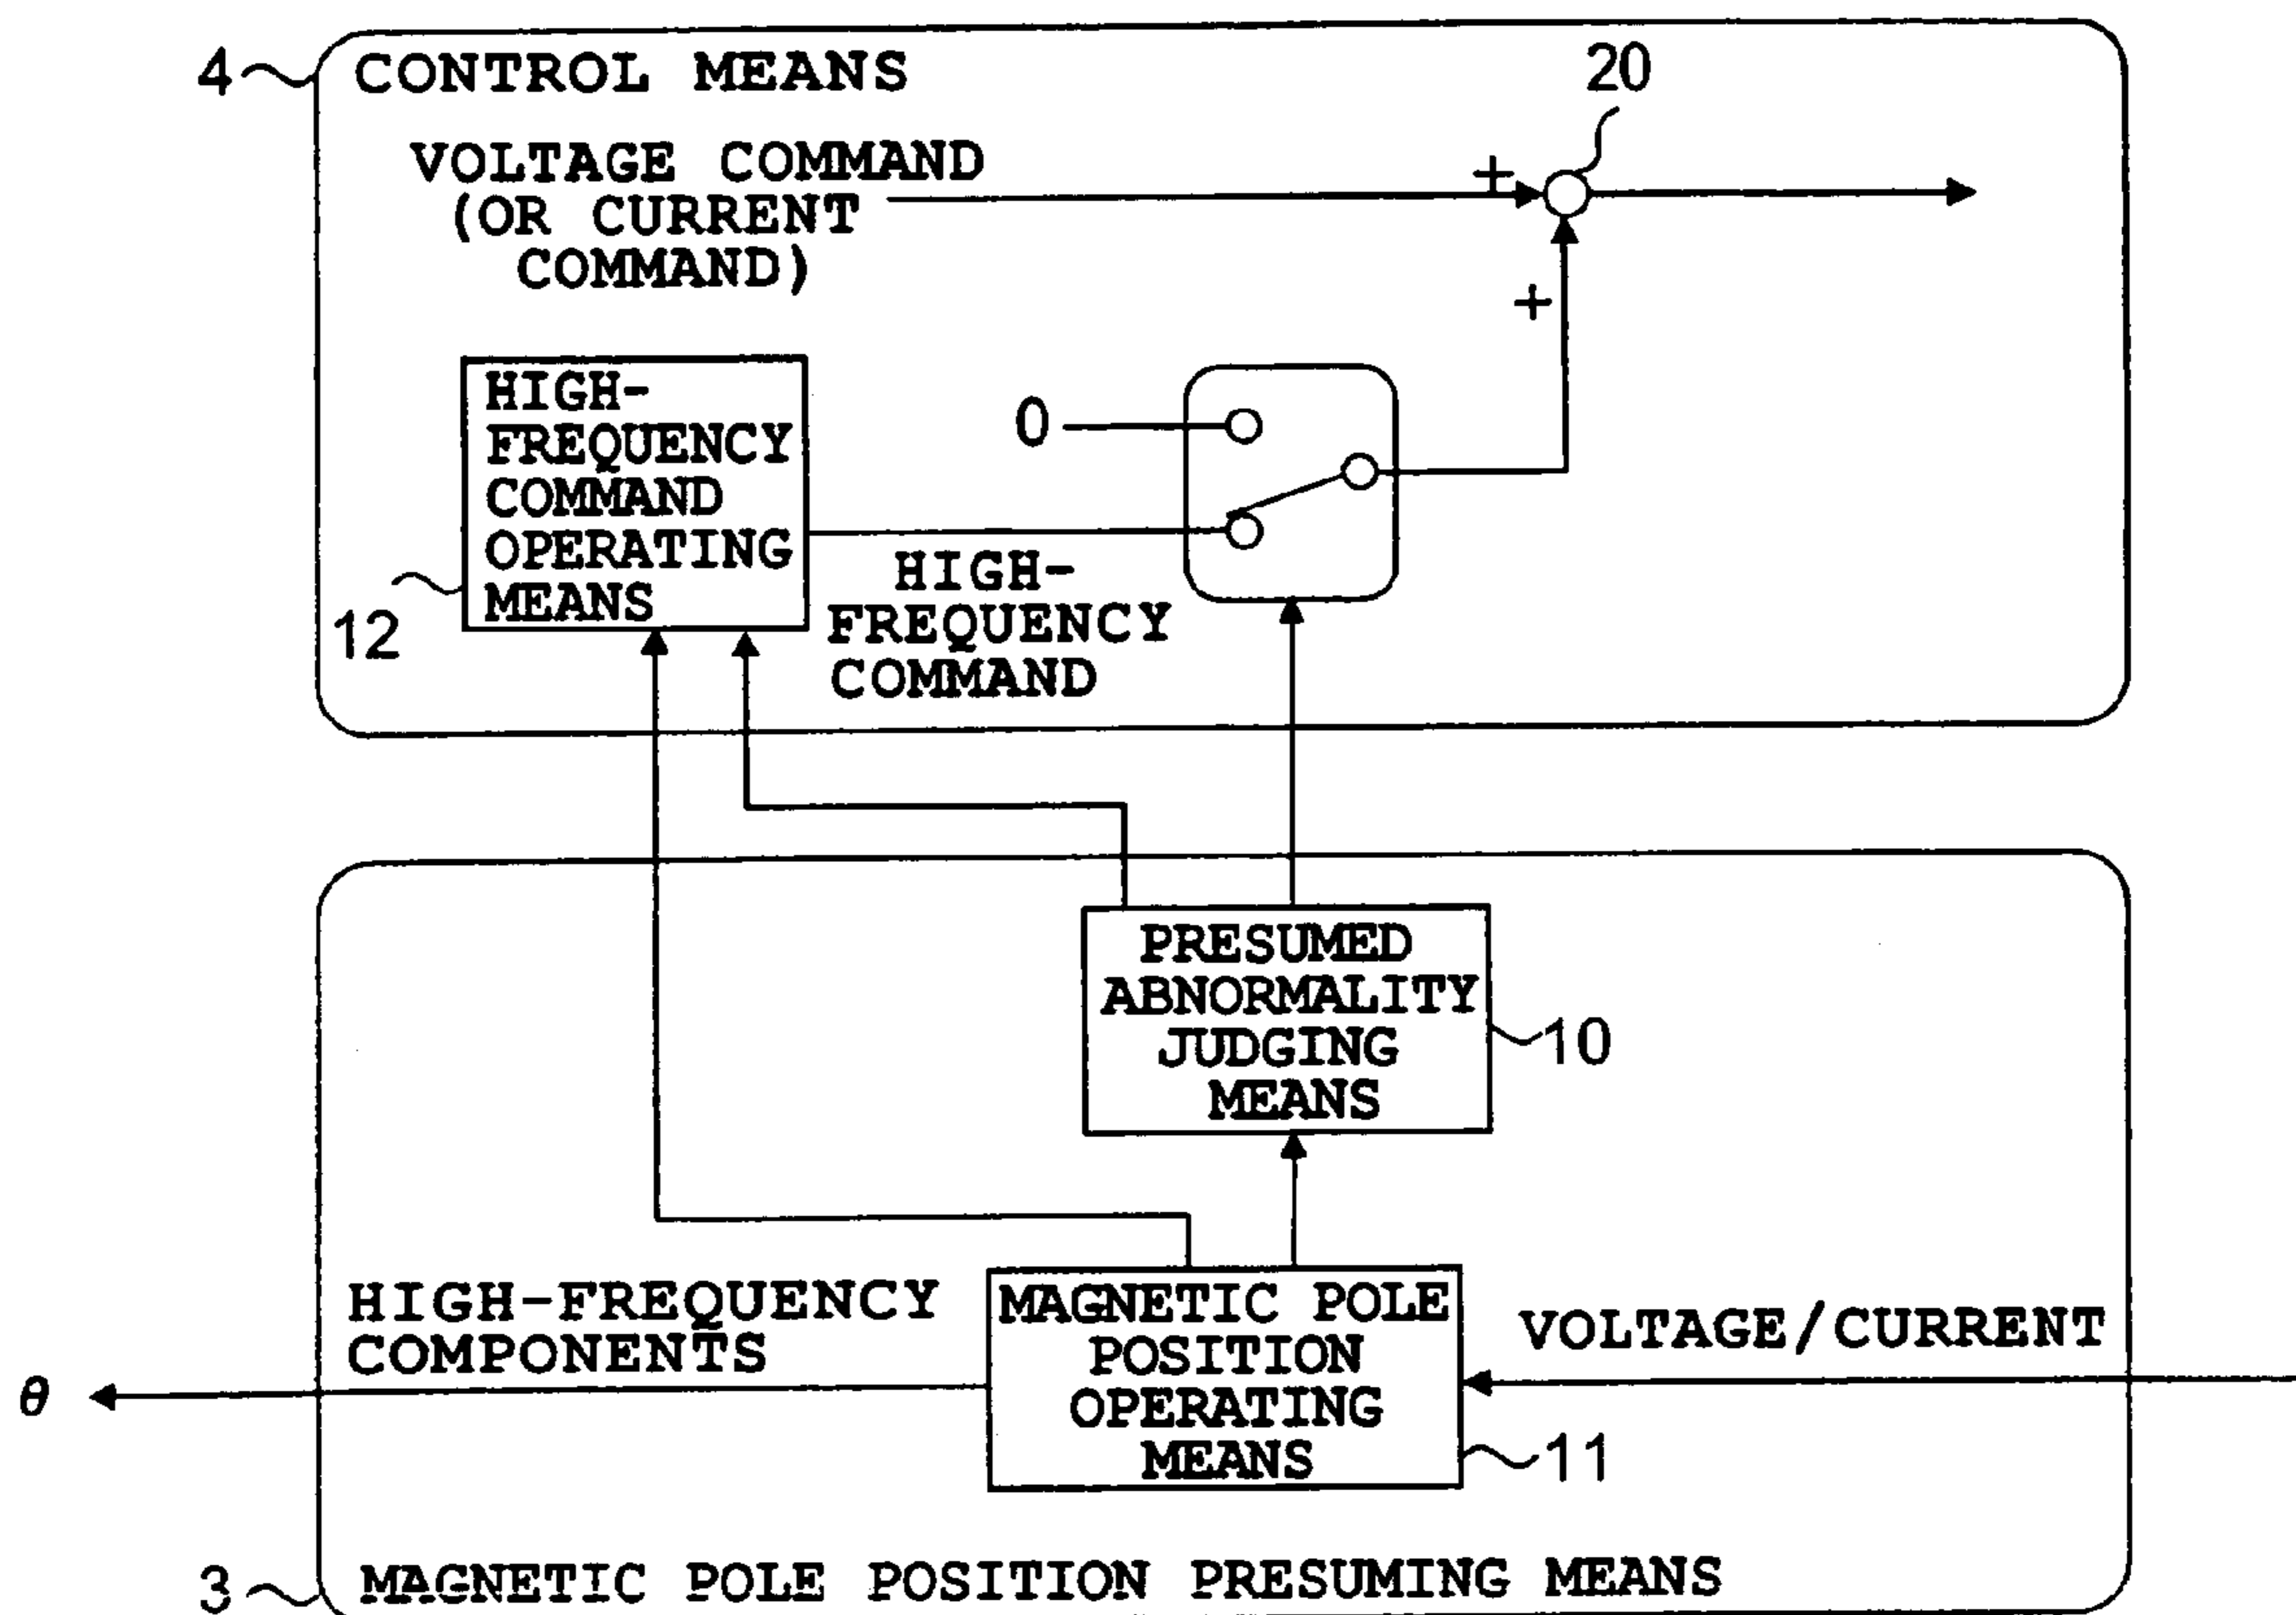 4
CONTROL MEANS
20
VOLTAGE COMMAND
(OR CURRENT
COMMAND)
+
+
HIGH-
FREQUENCY
COMMAND
OPERATING
MEANS
12
0
HIGH-
FREQUENCY
COMMAND
PRESUMED
ABNORMALITY
JUDGING
MEANS
10
HIGH-FREQUENCY
COMPONENTS
θ
MAGNETIC POLE
POSITION
OPERATING
MEANS
11
VOLTAGE/CURRENT
3
MAGNETIC POLE POSITION PRESUMING MEANS